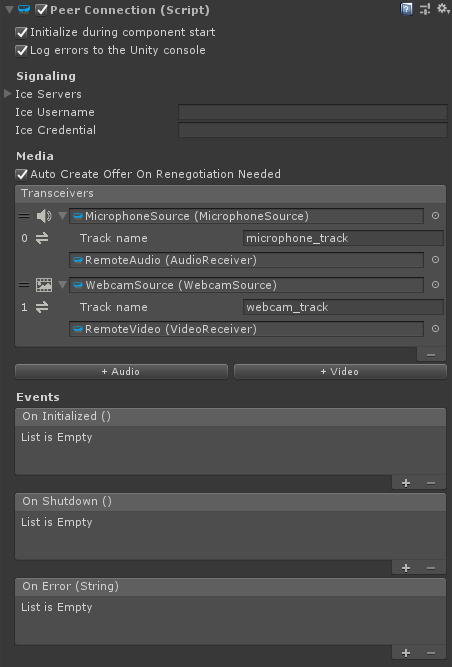 Peer Connection (Script)
Initialize during component start
Log errors to the Unity console
Signaling
Ice Servers
Ice Username
Ice Credential
Media
Auto Create Offer On Renegotiation Needed
Transceivers
MicrophoneSource (MicrophoneSource)
0 Track name microphone_track
RemoteAudio (AudioReceiver)
WebcamSource (WebcamSource)
1 Track name webcam_track
RemoteVideo (VideoReceiver)
+ Audio + Video
Events
On Initialized ()
List is Empty
On Shutdown ()
List is Empty
On Error (String)
List is Empty